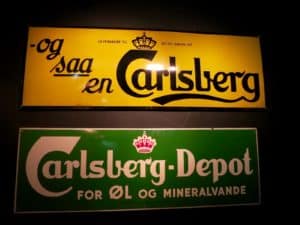 -og
saa
en Carlsberg
Carlsberg-Depot
FOR ØL OG MINERALVANDE